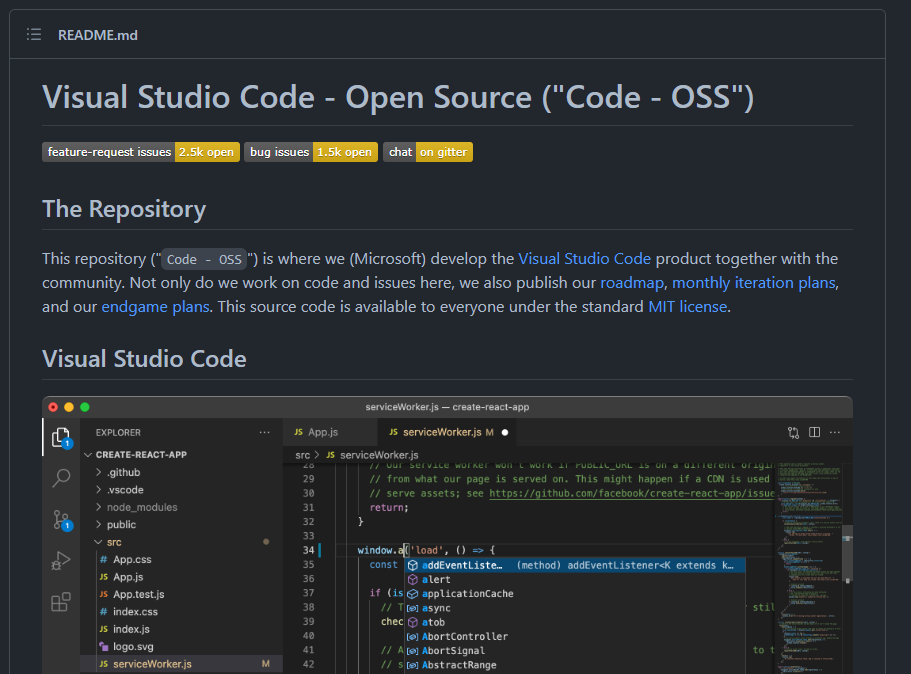 README.md
Visual Studio Code - Open Source ("Code - OSS")
feature-request issues 2.5k open bug issues 1.5k open chat on gitter
The Repository
This repository ("Code - OSS") is where we (Microsoft) develop the Visual Studio Code product together with the
community. Not only do we work on code and issues here, we also publish our roadmap, monthly iteration plans,
and our endgame plans. This source code is available to everyone under the standard MIT license.
Visual Studio Code
serviceWorker.js — create-react-app
EXPLORER ···
JS App.js JS serviceWorker.js M
CREATE-REACT-APP
src > JS serviceWorker.js
.github
.vscode
node_modules
public
src
# App.css
JS App.js
JS App.test.js
# index.css
JS index.js
logo.svg
JS serviceWorker.js M
1
1
28 // Our service worker won't work if PUBLIC_URL is on a different origi
29 // from what our page is served on. This might happen if a CDN is used
30 // serve assets; see https://github.com/facebook/create-react-app/issue
31 return;
32 }
33
34 window.a('load', () => {
35 const
36
37 if (is
38 // T stil
39 chec
40
41 // A to t
42 // s
addEventListe… (method) addEventListener<K extends k…
alert
applicationCache
async
atob
AbortController
AbortSignal
AbstractRange